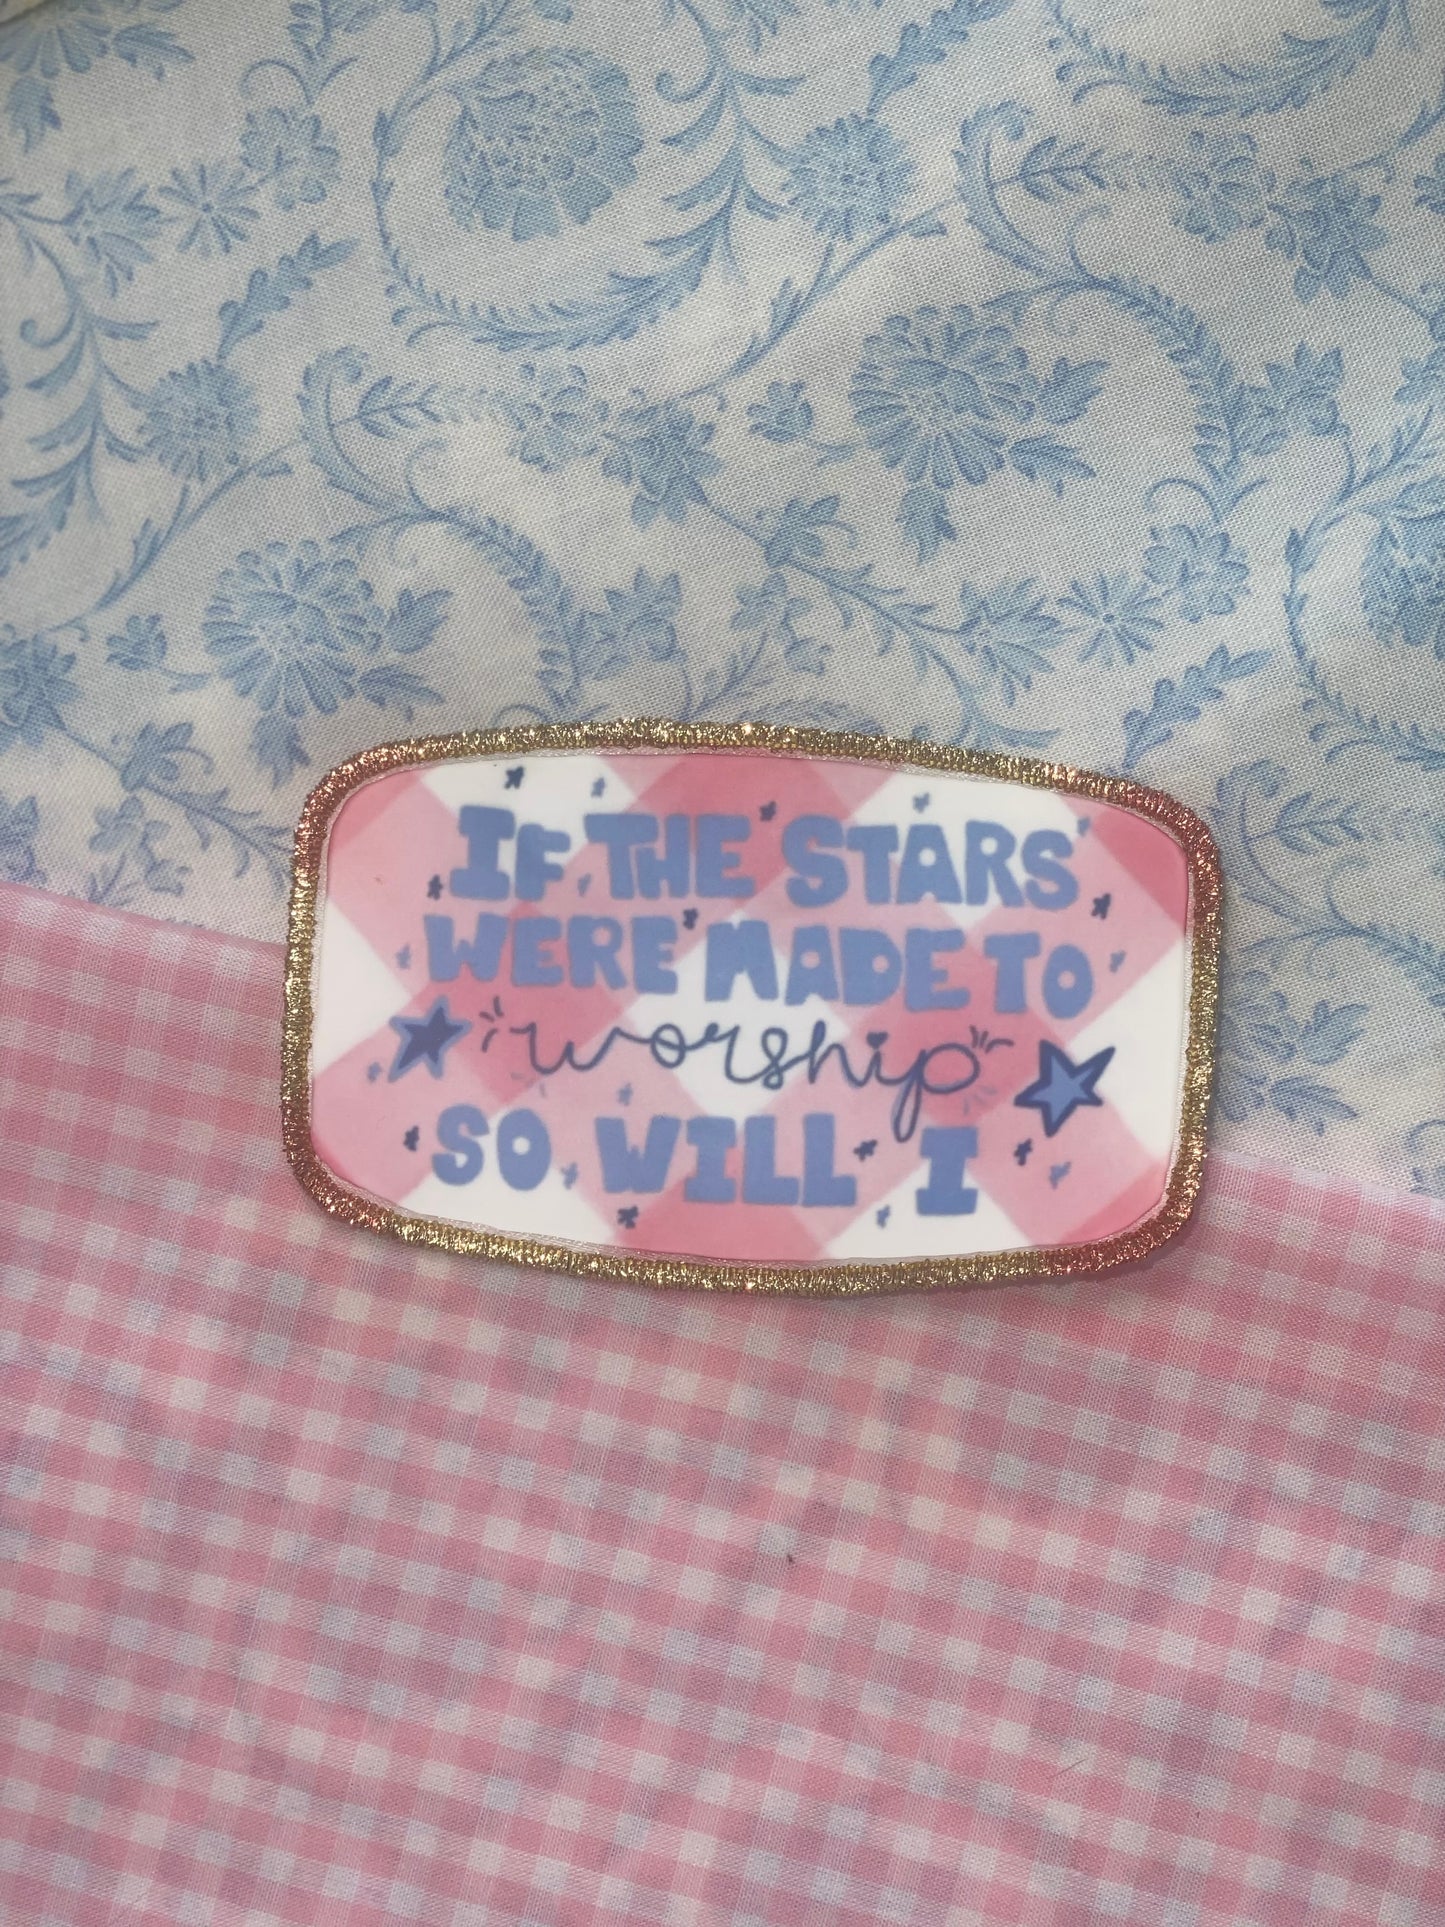 IF THE STARS
WERE MADE TO
worship
SO WILL I